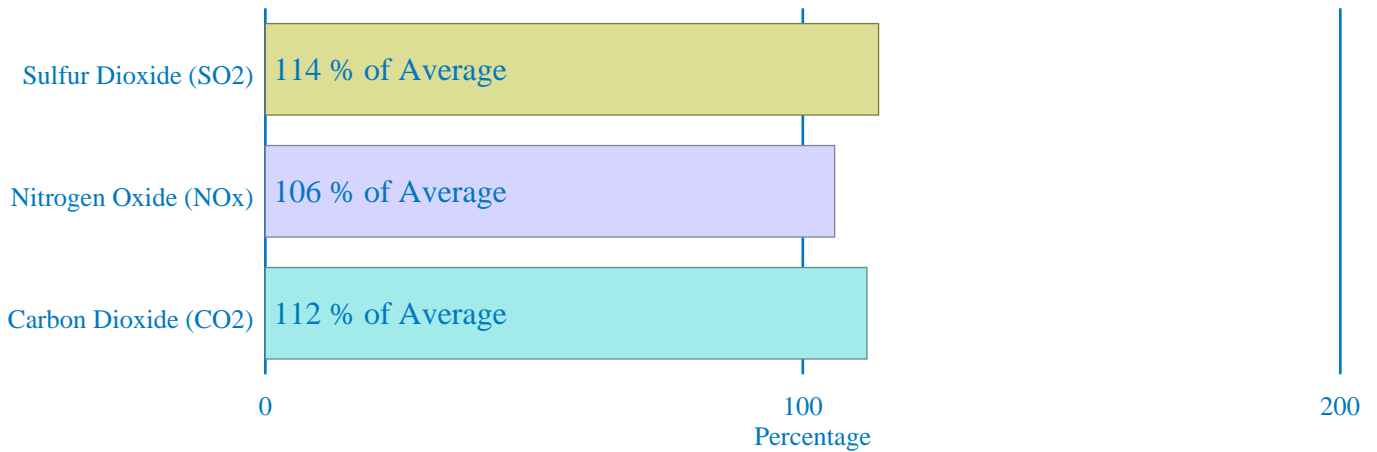 Sulfur Dioxide (SO2)
114 % of Average
Nitrogen Oxide (NOx)
106 % of Average
Carbon Dioxide (CO2)
112 % of Average
0
100
200
Percentage